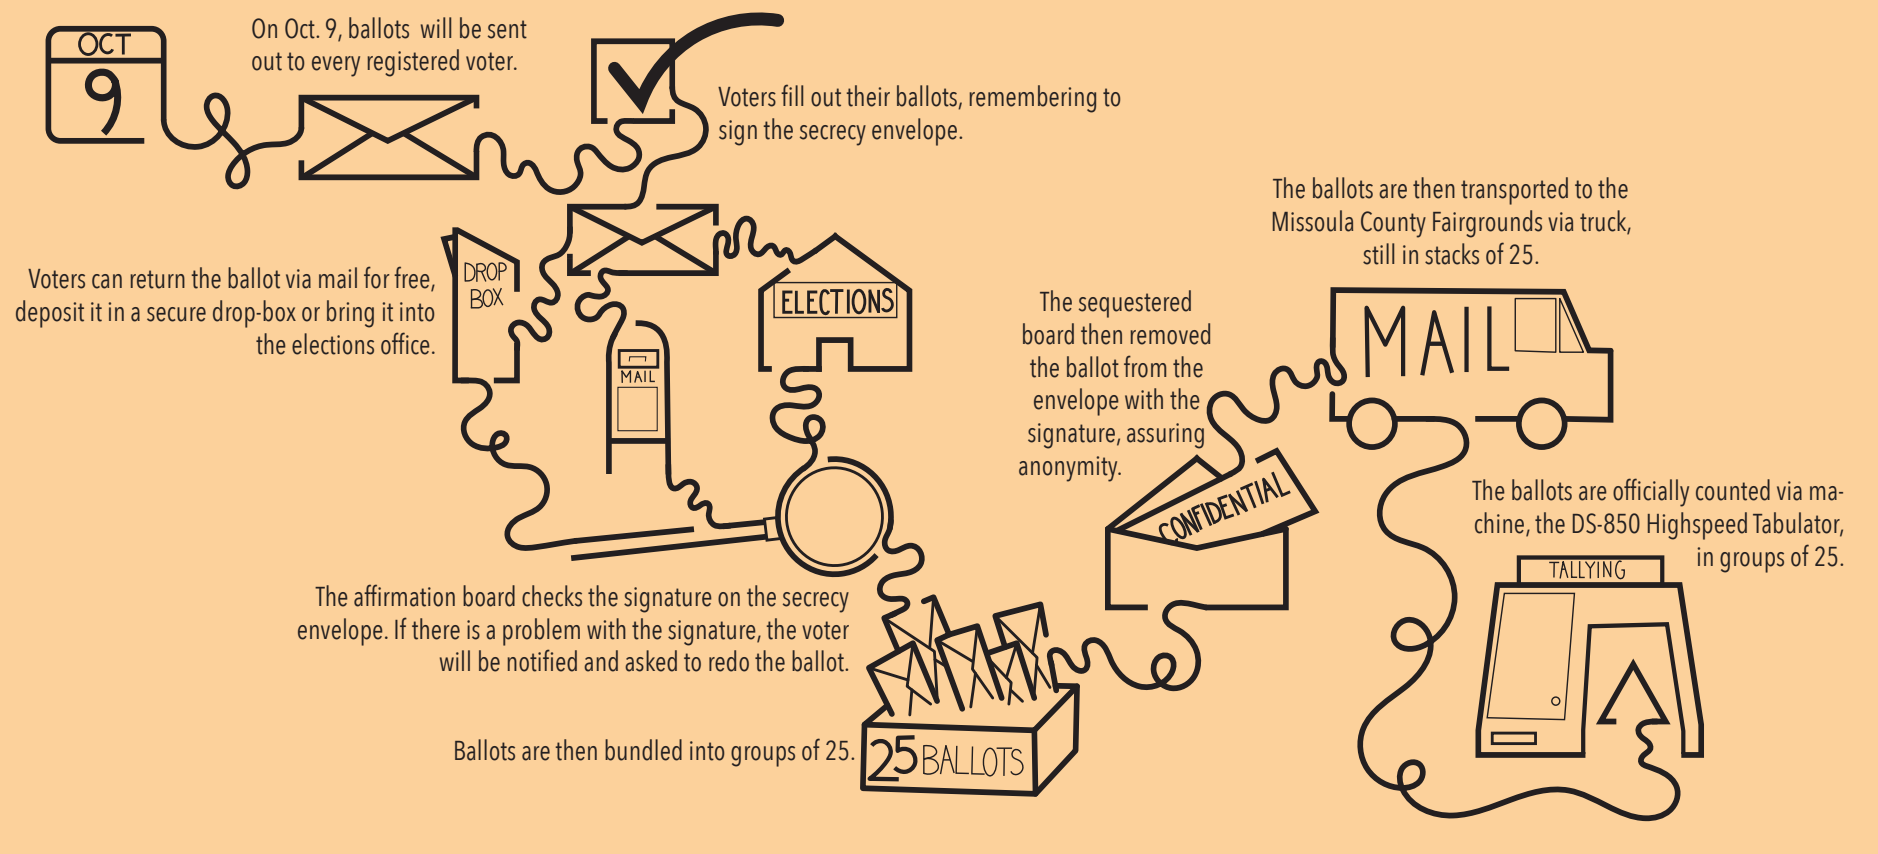 OCT
9
On Oct. 9, ballots will be sent
out to every registered voter.
Voters fill out their ballots, remembering to
sign the secrecy envelope.
Voters can return the ballot via mail for free,
deposit it in a secure drop-box or bring it into
the elections office.
DROP
BOX
MAIL
ELECTIONS
The affirmation board checks the signature on the secrecy
envelope. If there is a problem with the signature, the voter
will be notified and asked to redo the ballot.
Ballots are then bundled into groups of 25.
25 BALLOTS
The sequestered
board then removed
the ballot from the
envelope with the
signature, assuring
anonymity.
CONFIDENTIAL
The ballots are then transported to the
Missoula County Fairgrounds via truck,
still in stacks of 25.
MAIL
The ballots are officially counted via ma-
chine, the DS-850 Highspeed Tabulator,
in groups of 25.
TALLYING